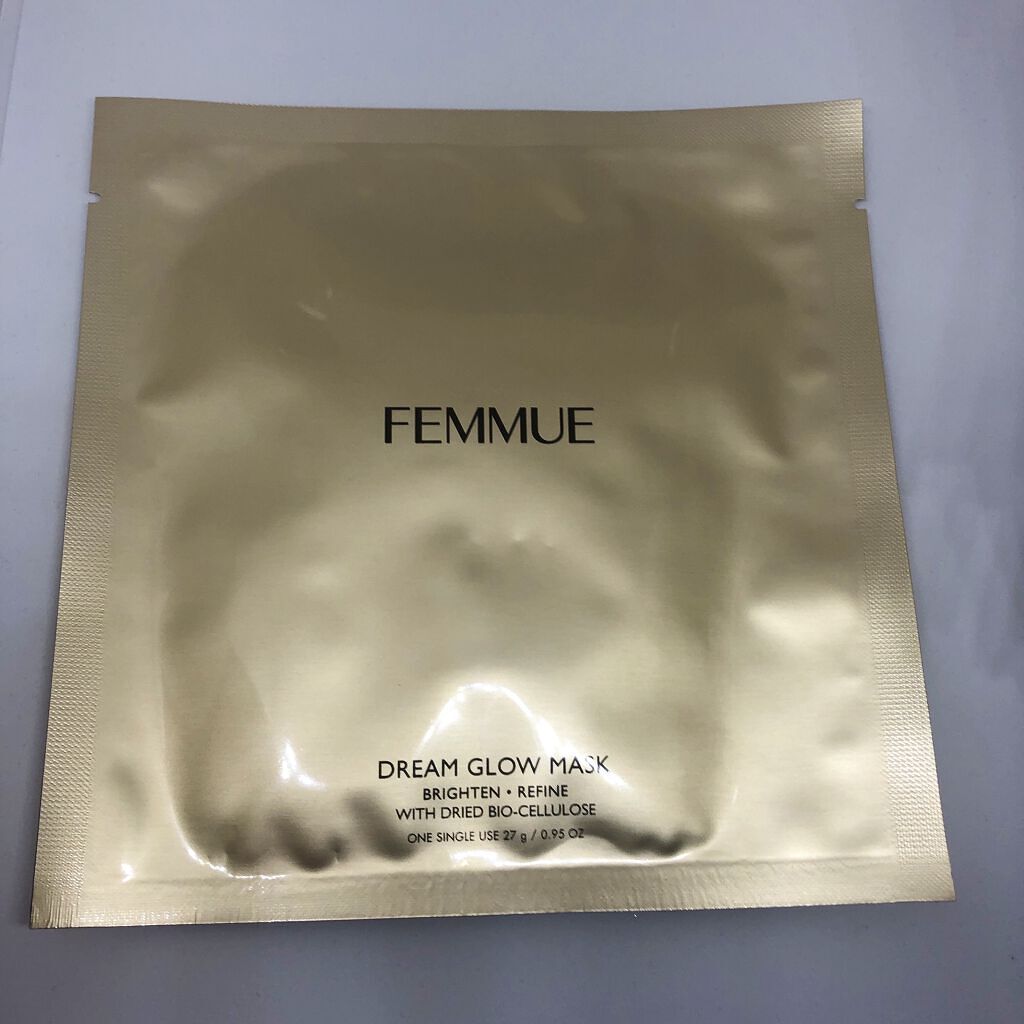 FEMMUE
DREAM GLOW MASK
BRIGHTEN • REFINE
WITH DRIED BIO-CELLULOSE
ONE SINGLE USE 27 g / 0.95 OZ